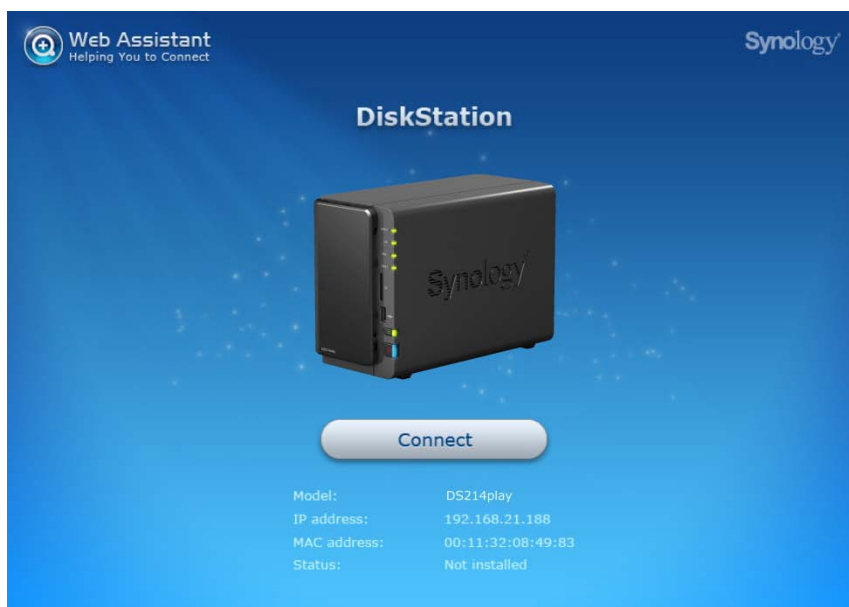 Web Assistant
Helping You to Connect
Synology
DiskStation
Synology
Connect
Model: DS214play
IP address: 192.168.21.188
MAC address: 00:11:32:08:49:83
Status: Not installed